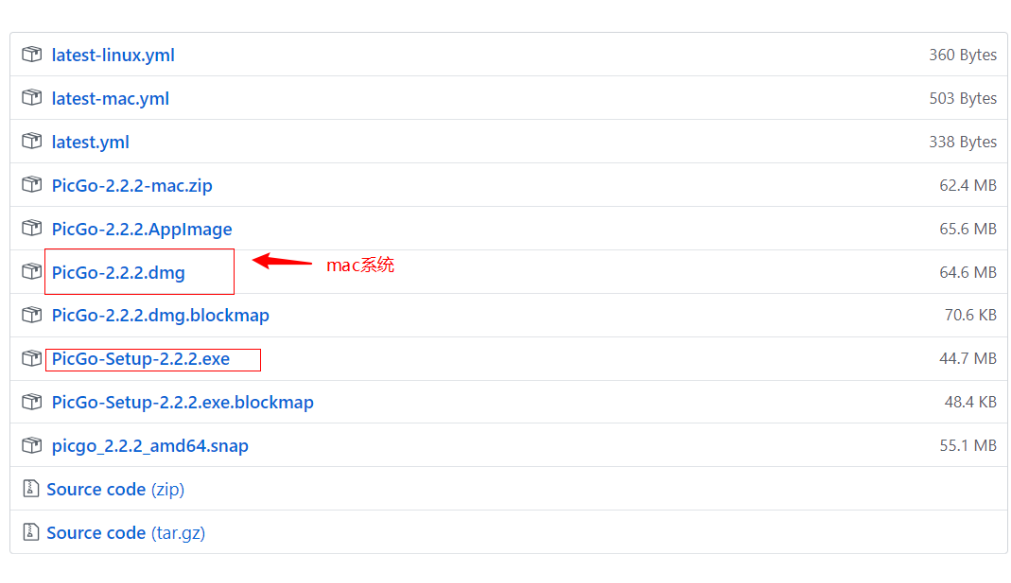 latest-linux.yml 360 Bytes
latest-mac.yml 503 Bytes
latest.yml 338 Bytes
PicGo-2.2.2-mac.zip 62.4 MB
PicGo-2.2.2.AppImage 65.6 MB
mac系统
PicGo-2.2.2.dmg 64.6 MB
PicGo-2.2.2.dmg.blockmap 70.6 KB
PicGo-Setup-2.2.2.exe 44.7 MB
PicGo-Setup-2.2.2.exe.blockmap 48.4 KB
picgo_2.2.2_amd64.snap 55.1 MB
Source code (zip)
Source code (tar.gz)